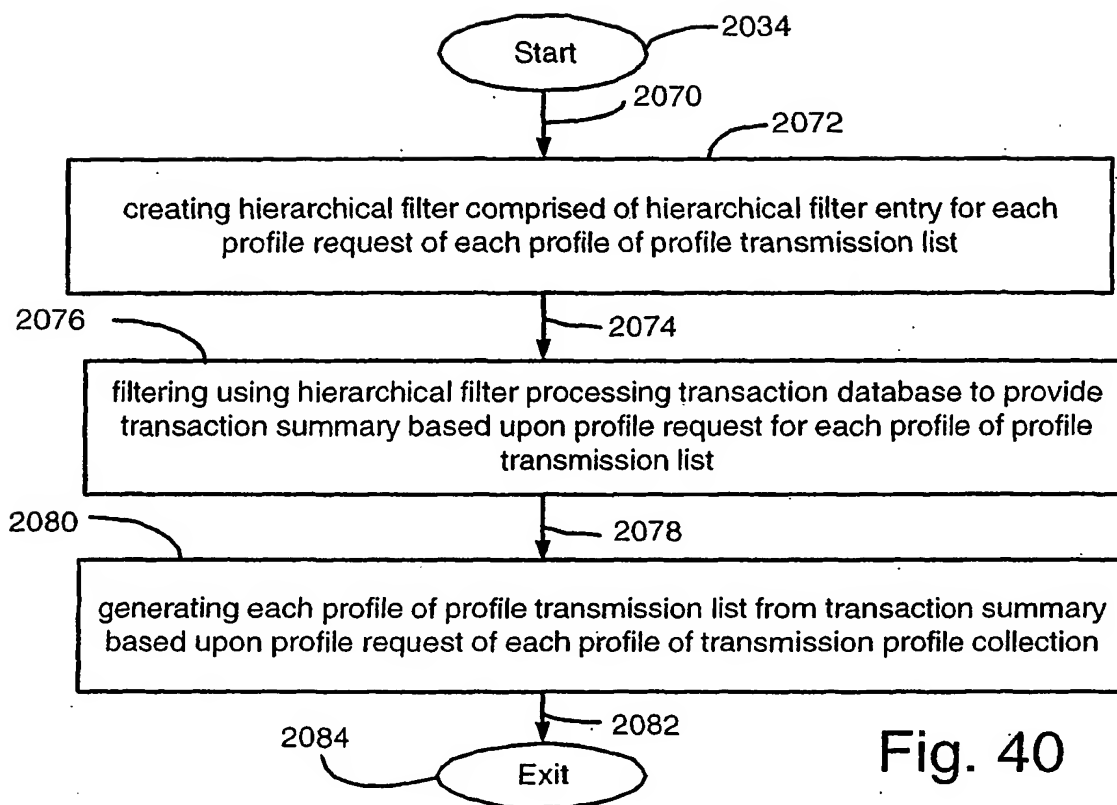 Start
2034
2070
2072
creating hierarchical filter comprised of hierarchical filter entry for each
profile request of each profile of profile transmission list
2076
2074
filtering using hierarchical filter processing transaction database to provide
transaction summary based upon profile request for each profile of profile
transmission list
2080
2078
generating each profile of profile transmission list from transaction summary
based upon profile request of each profile of transmission profile collection
2084
2082
Exit
Fig. 40